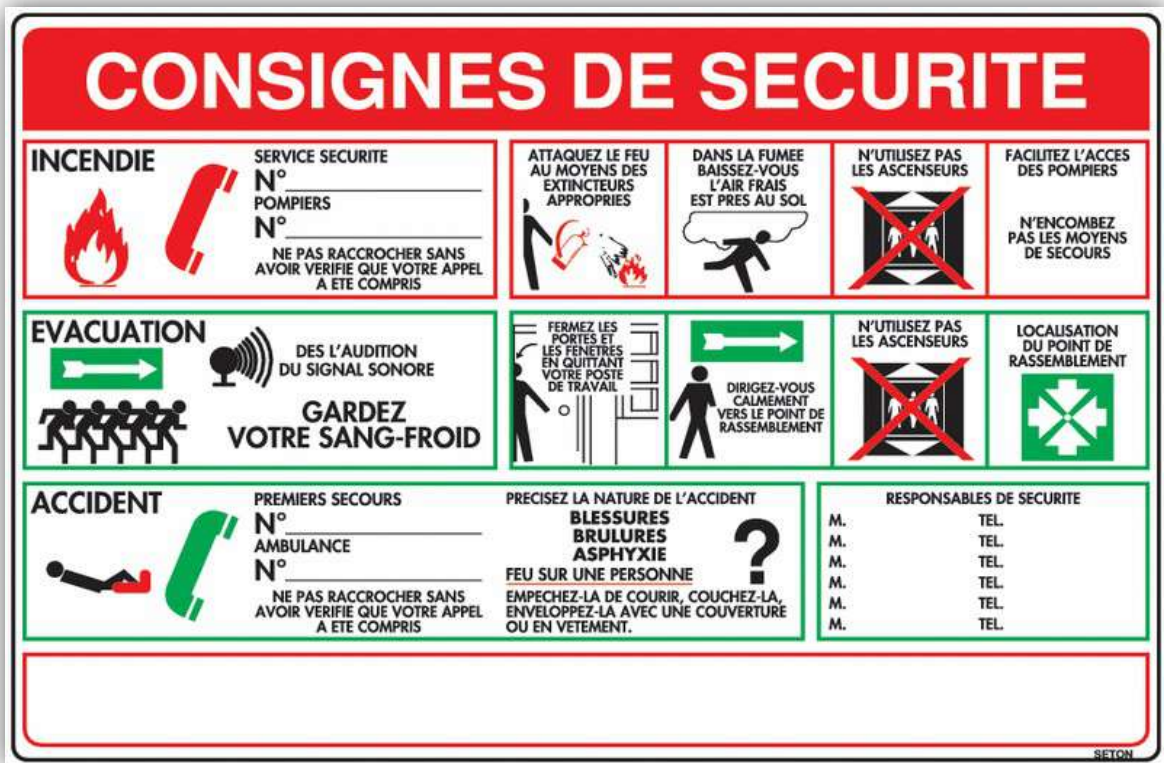 CONSIGNES DE SECURITE
INCENDIE
SERVICE SECURITE
N°
POMPIERS
N°
NE PAS RACCROCHER SANS
AVOIR VERIFIE QUE VOTRE APPEL
A ETE COMPRIS
ATTAQUEZ LE FEU
AU MOYENS DES
EXTINCTEURS
APPROPRIES
DANS LA FUMEE
BAISSEZ-VOUS
L'AIR FRAIS
EST PRES AU SOL
N'UTILISEZ PAS
LES ASCENSEURS
FACILITEZ L'ACCES
DES POMPIERS
N'ENCOMBEZ
PAS LES MOYENS
DE SECOURS
EVACUATION
DES L'AUDITION
DU SIGNAL SONORE
GARDEZ
VOTRE SANG-FROID
FERMEZ LES
PORTES ET
LES FENETRES
EN QUITTANT
VOTRE POSTE
DE TRAVAIL
DIRIGEZ-VOUS
CALMEMENT
VERS LE POINT DE
RASSEMBLEMENT
N'UTILISEZ PAS
LES ASCENSEURS
LOCALISATION
DU POINT DE
RASSEMBLEMENT
ACCIDENT
PREMIERS SECOURS
N°
AMBULANCE
N°
NE PAS RACCROCHER SANS
AVOIR VERIFIE QUE VOTRE APPEL
A ETE COMPRIS
PRECISEZ LA NATURE DE L'ACCIDENT
BLESSURES
BRULURES
ASPHYXIE
?
FEU SUR UNE PERSONNE
EMPECHEZ-LA DE COURIR, COUCHEZ-LA,
ENVELOPPEZ-LA AVEC UNE COUVERTURE
OU EN VETEMENT.
RESPONSABLES DE SECURITE
M. TEL.
M. TEL.
M. TEL.
M. TEL.
M. TEL.
M. TEL.
SETON